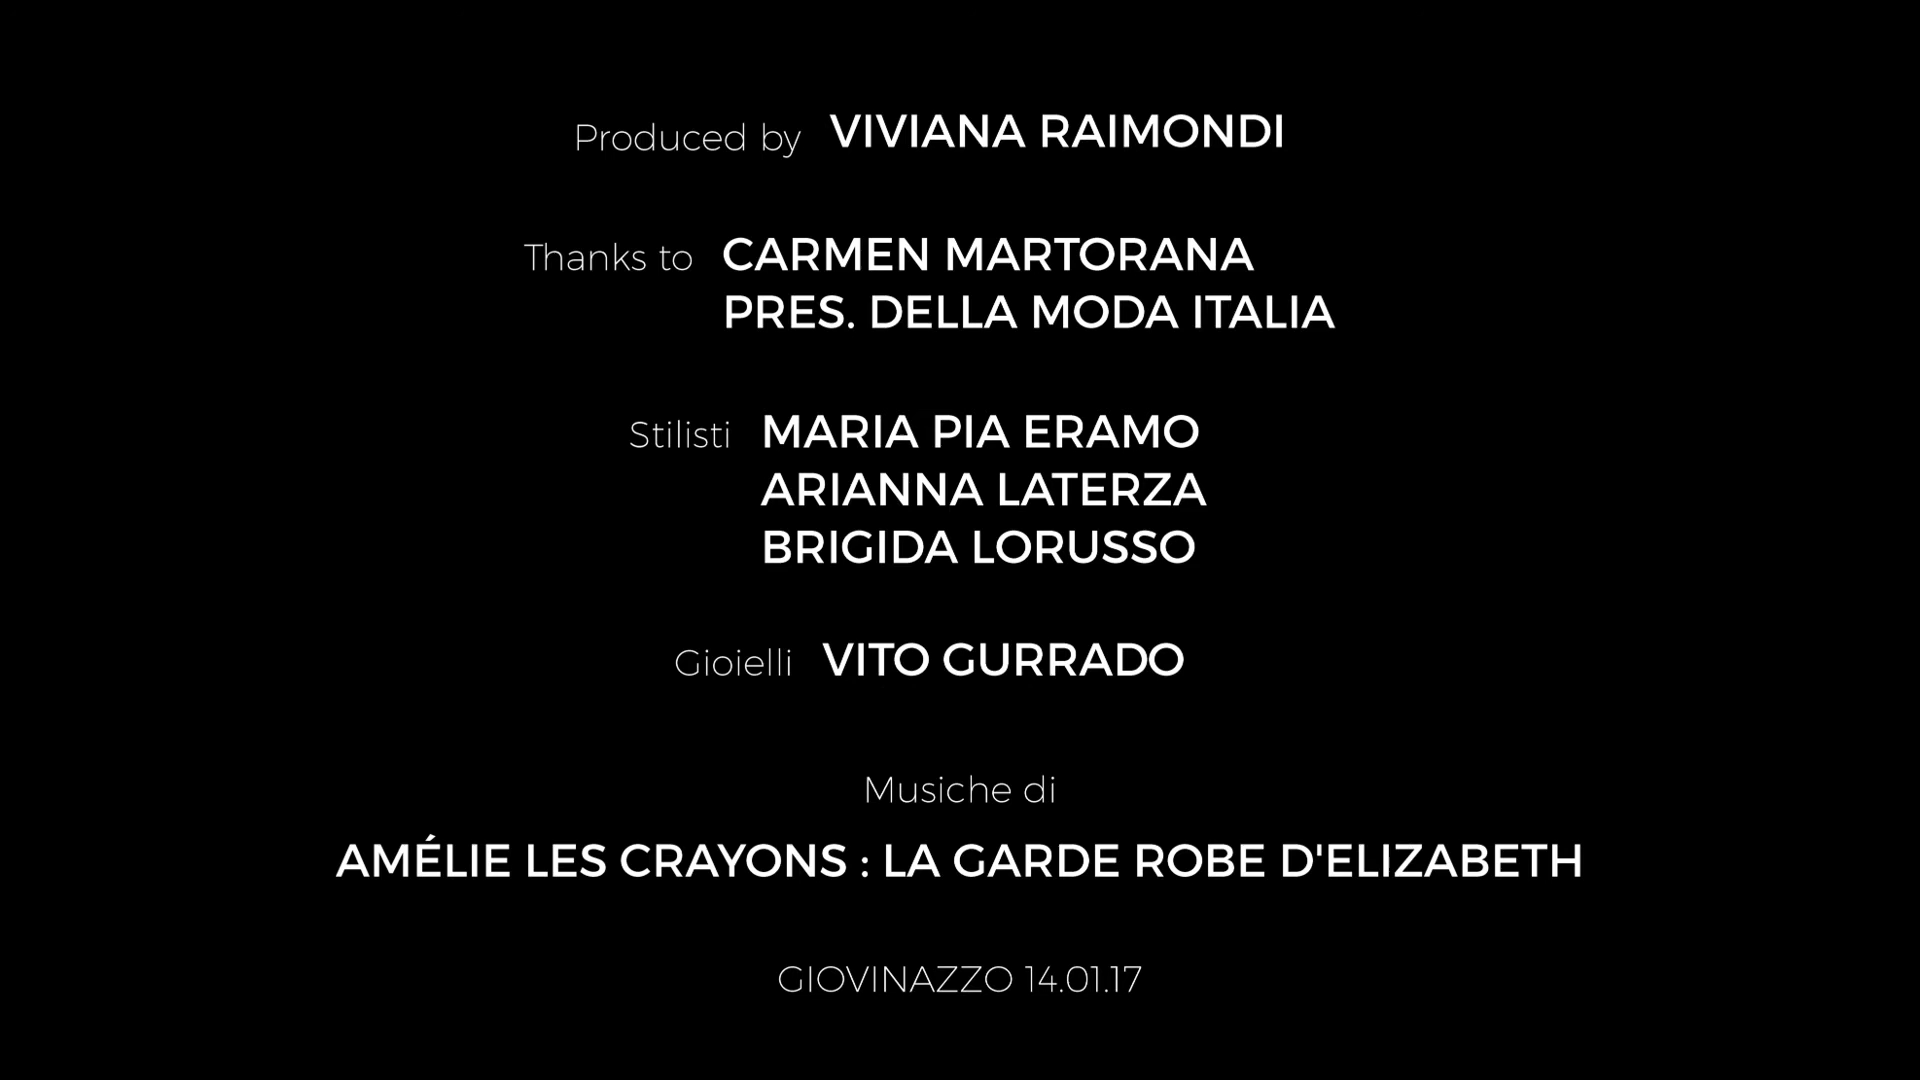 Produced by VIVIANA RAIMONDI
Thanks to CARMEN MARTORANA
PRES. DELLA MODA ITALIA
Stilisti MARIA PIA ERAMO
ARIANNA LATERZA
BRIGIDA LORUSSO
Gioielli VITO GURRADO
Musiche di
AMÉLIE LES CRAYONS : LA GARDE ROBE D'ELIZABETH
GIOVINAZZO 14.01.17